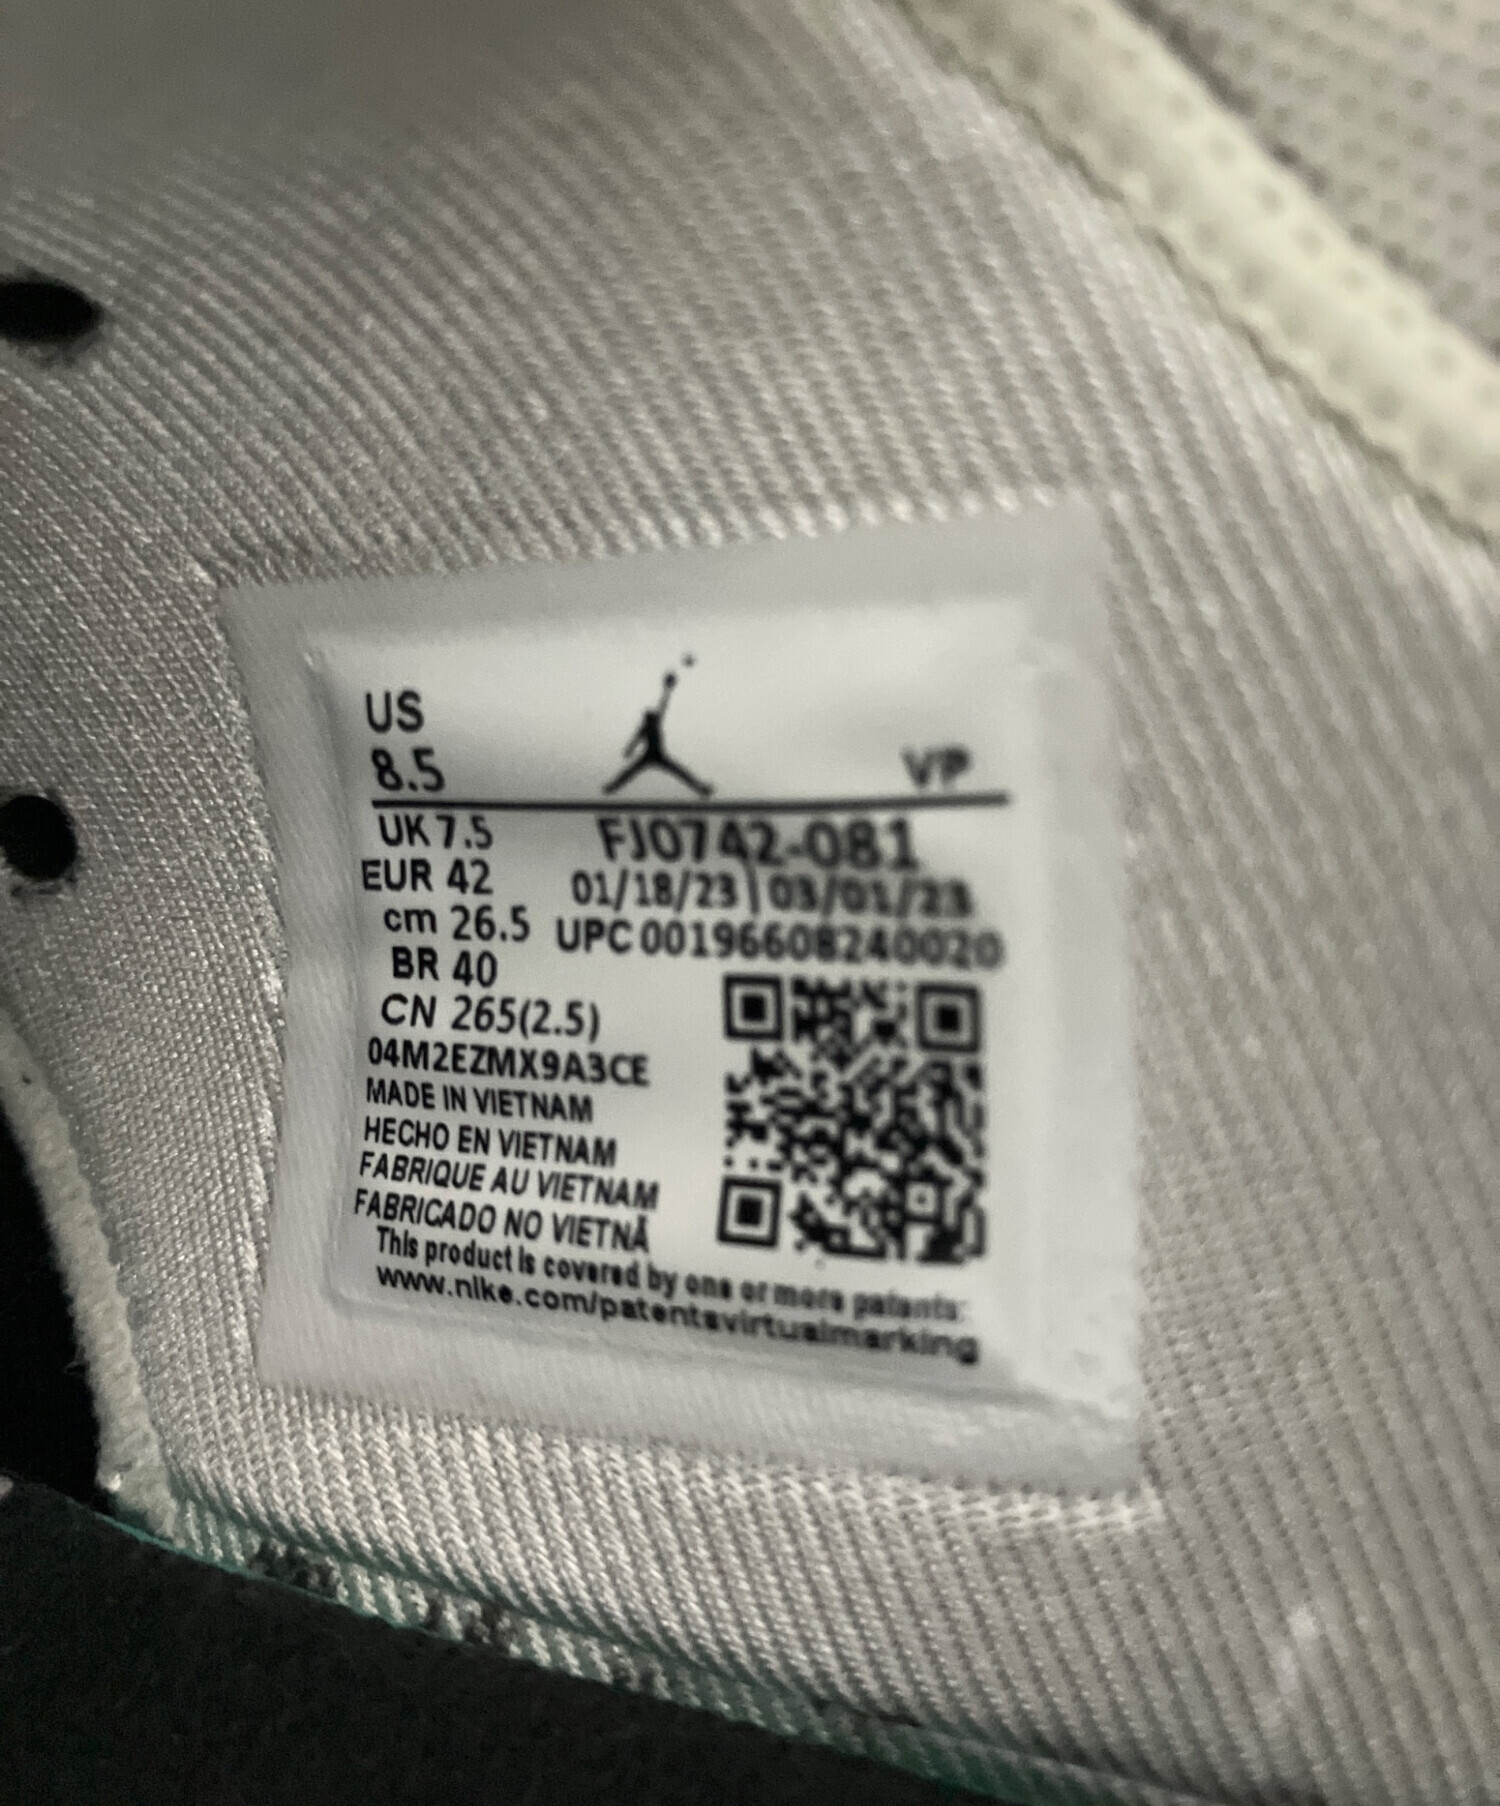 US
8.5
VP
UK 7.5
FJ0742-081
EUR 42
01/18/23 | 03/01/23
cm 26.5
UPC 00196608240020
BR 40
CN 265(2.5)
04M2EZMX9A3CE
MADE IN VIETNAM
HECHO EN VIETNAM
FABRIQUE AU VIETNAM
FABRICADO NO VIETNÃ
This product is covered by one or more patents:
www.nike.com/patentsvirtualmarking